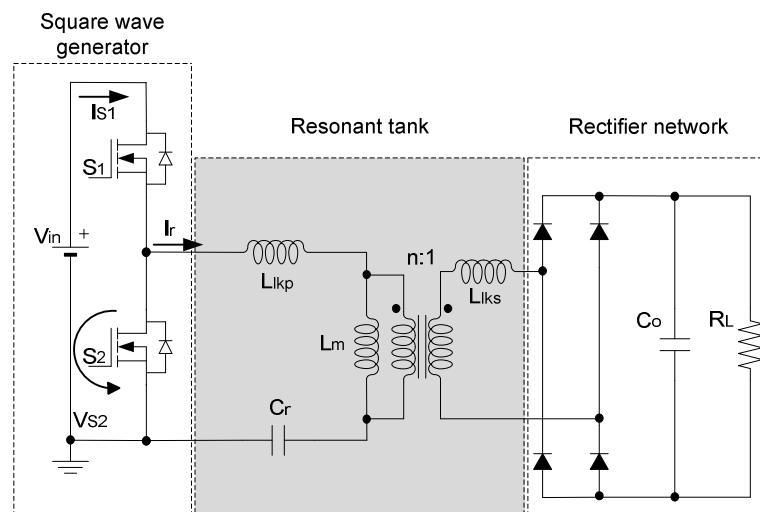 Square wave
generator
Resonant tank
Rectifier network
IS1
S1
Vin
+
Ir
n:1
Llkp
Llks
Lm
Co
RL
S2
VS2
Cr